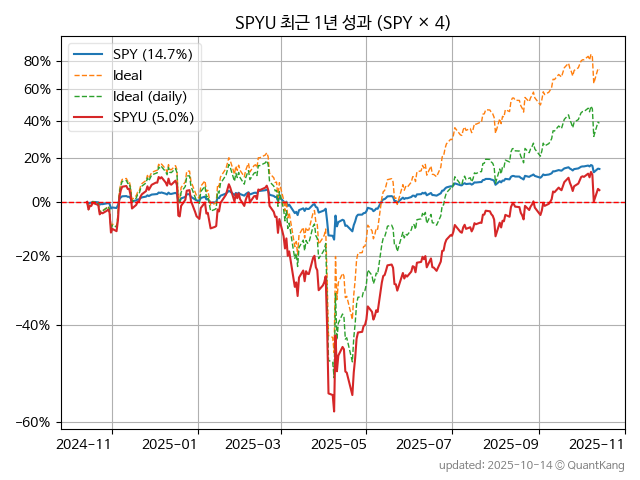 SPYU 최근 1년 성과 (SPY × 4)
SPY (14.7%)
Ideal
Ideal (daily)
SPYU (5.0%)
80%
60%
40%
20%
0%
−20%
−40%
−60%
2024-11 2025-01 2025-03 2025-05 2025-07 2025-09 2025-11
updated: 2025-10-14 © QuantKang